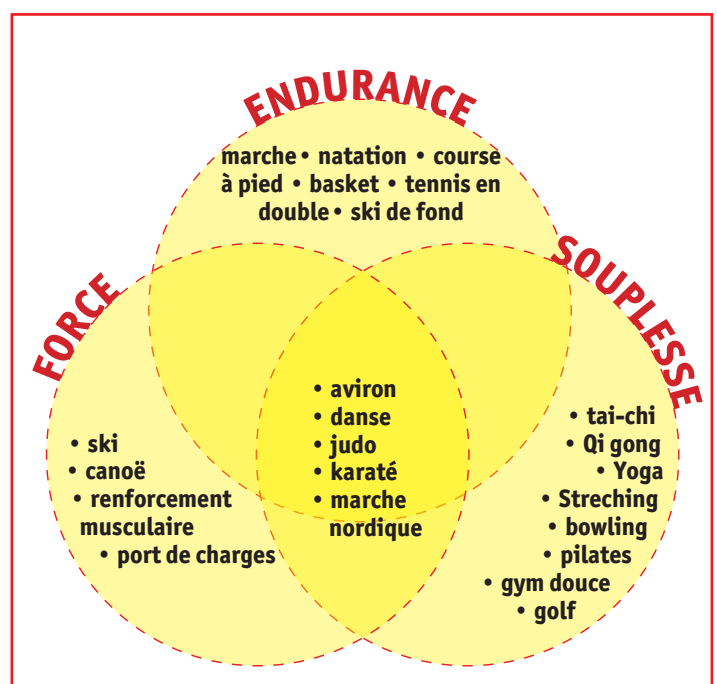 ENDURANCE
marche • natation • course
à pied • basket • tennis en
double • ski de fond
FORCE
SOUPLESSE
• ski
• canoë
• renforcement
musculaire
• port de charges
• aviron
• danse
• judo
• karaté
• marche
nordique
• tai-chi
• Qi gong
• Yoga
• Streching
• bowling
• pilates
• gym douce
• golf